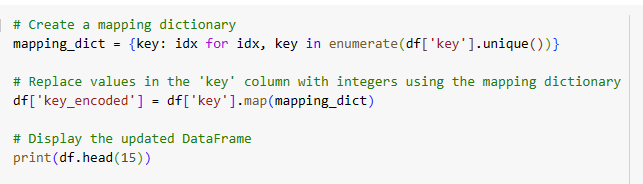 # Create a mapping dictionary
mapping_dict = {key: idx for idx, key in enumerate(df['key'].unique())}
# Replace values in the 'key' column with integers using the mapping dictionary
df['key_encoded'] = df['key'].map(mapping_dict)
# Display the updated DataFrame
print(df.head(15))